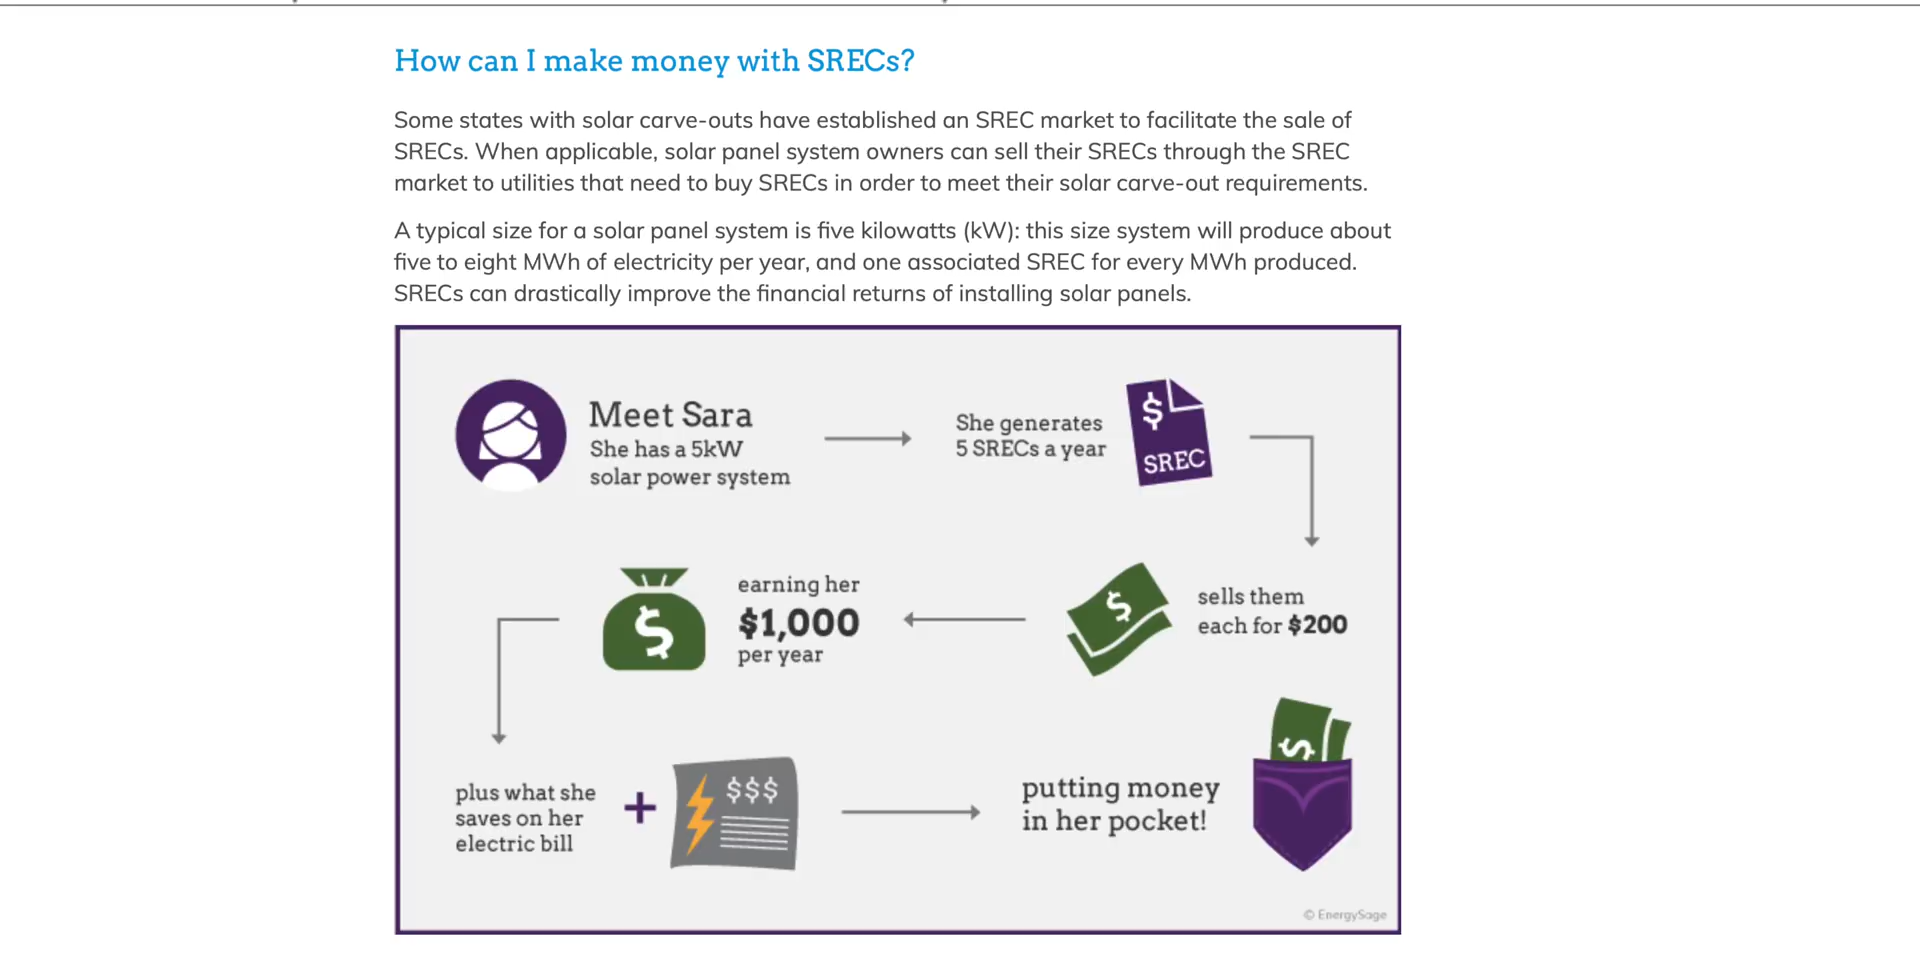 How can I make money with SRECs?
Some states with solar carve-outs have established an SREC market to facilitate the sale of
SRECs. When applicable, solar panel system owners can sell their SRECs through the SREC
market to utilities that need to buy SRECs in order to meet their solar carve-out requirements.
A typical size for a solar panel system is five kilowatts (kW): this size system will produce about
five to eight MWh of electricity per year, and one associated SREC for every MWh produced.
SRECs can drastically improve the financial returns of installing solar panels.
Meet Sara
She has a 5kW
solar power system
She generates
5 SRECs a year
$
SREC
sells them
each for $200
$
earning her
$1,000
per year
$
plus what she
saves on her
electric bill
+
$$$
putting money
in her pocket!
$
© EnergySage